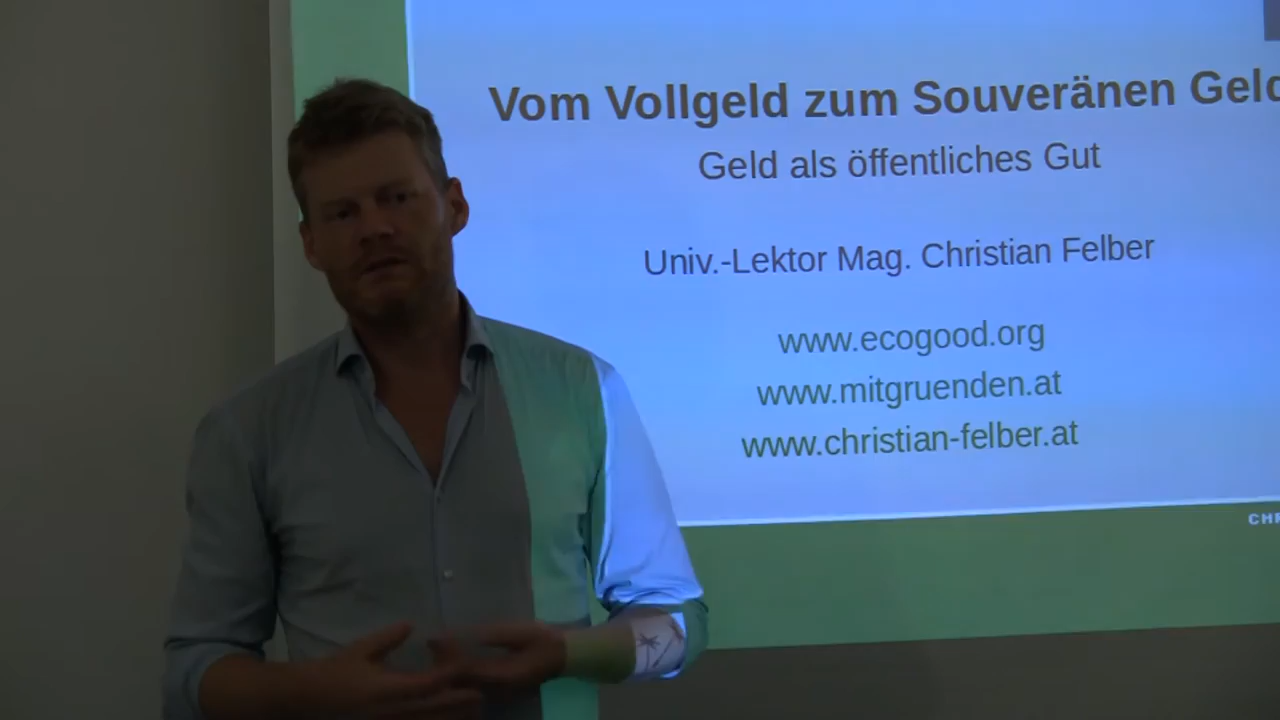 Vom Vollgeld zum Souveränen Geld
Geld als öffentliches Gut
Univ.-Lektor Mag. Christian Felber
www.ecogood.org
www.mitgruenden.at
www.christian-felber.at